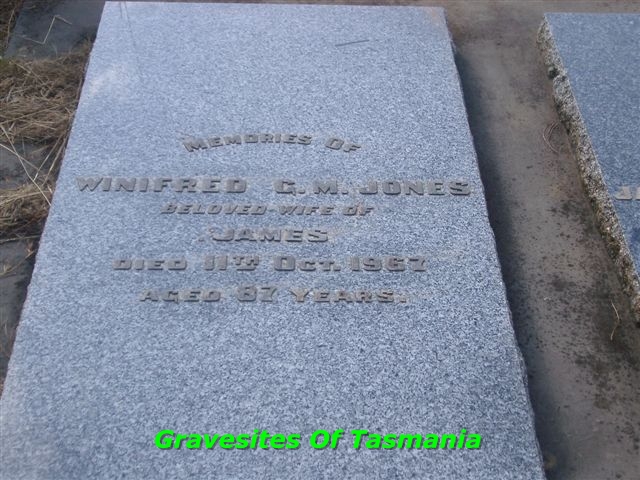 MEMORIES OF
WINIFRED G. M. JONES
BELOVED WIFE OF
JAMES
DIED 11TH OCT. 1967
AGED 87 YEARS.
Gravesites Of Tasmania